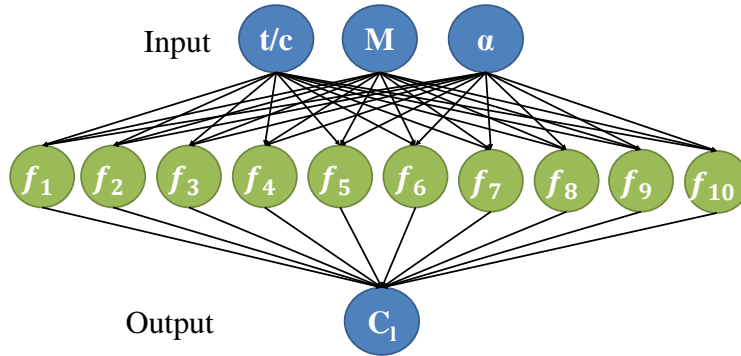 Input t/c M α
f₁ f₂ f₃ f₄ f₅ f₆ f₇ f₈ f₉ f₁₀
Output Cₗ